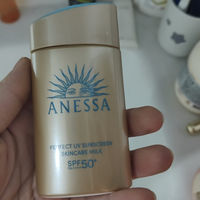 ANESSA
PERFECT UV SUNSCREEN
SKINCARE MILK
SPF50+